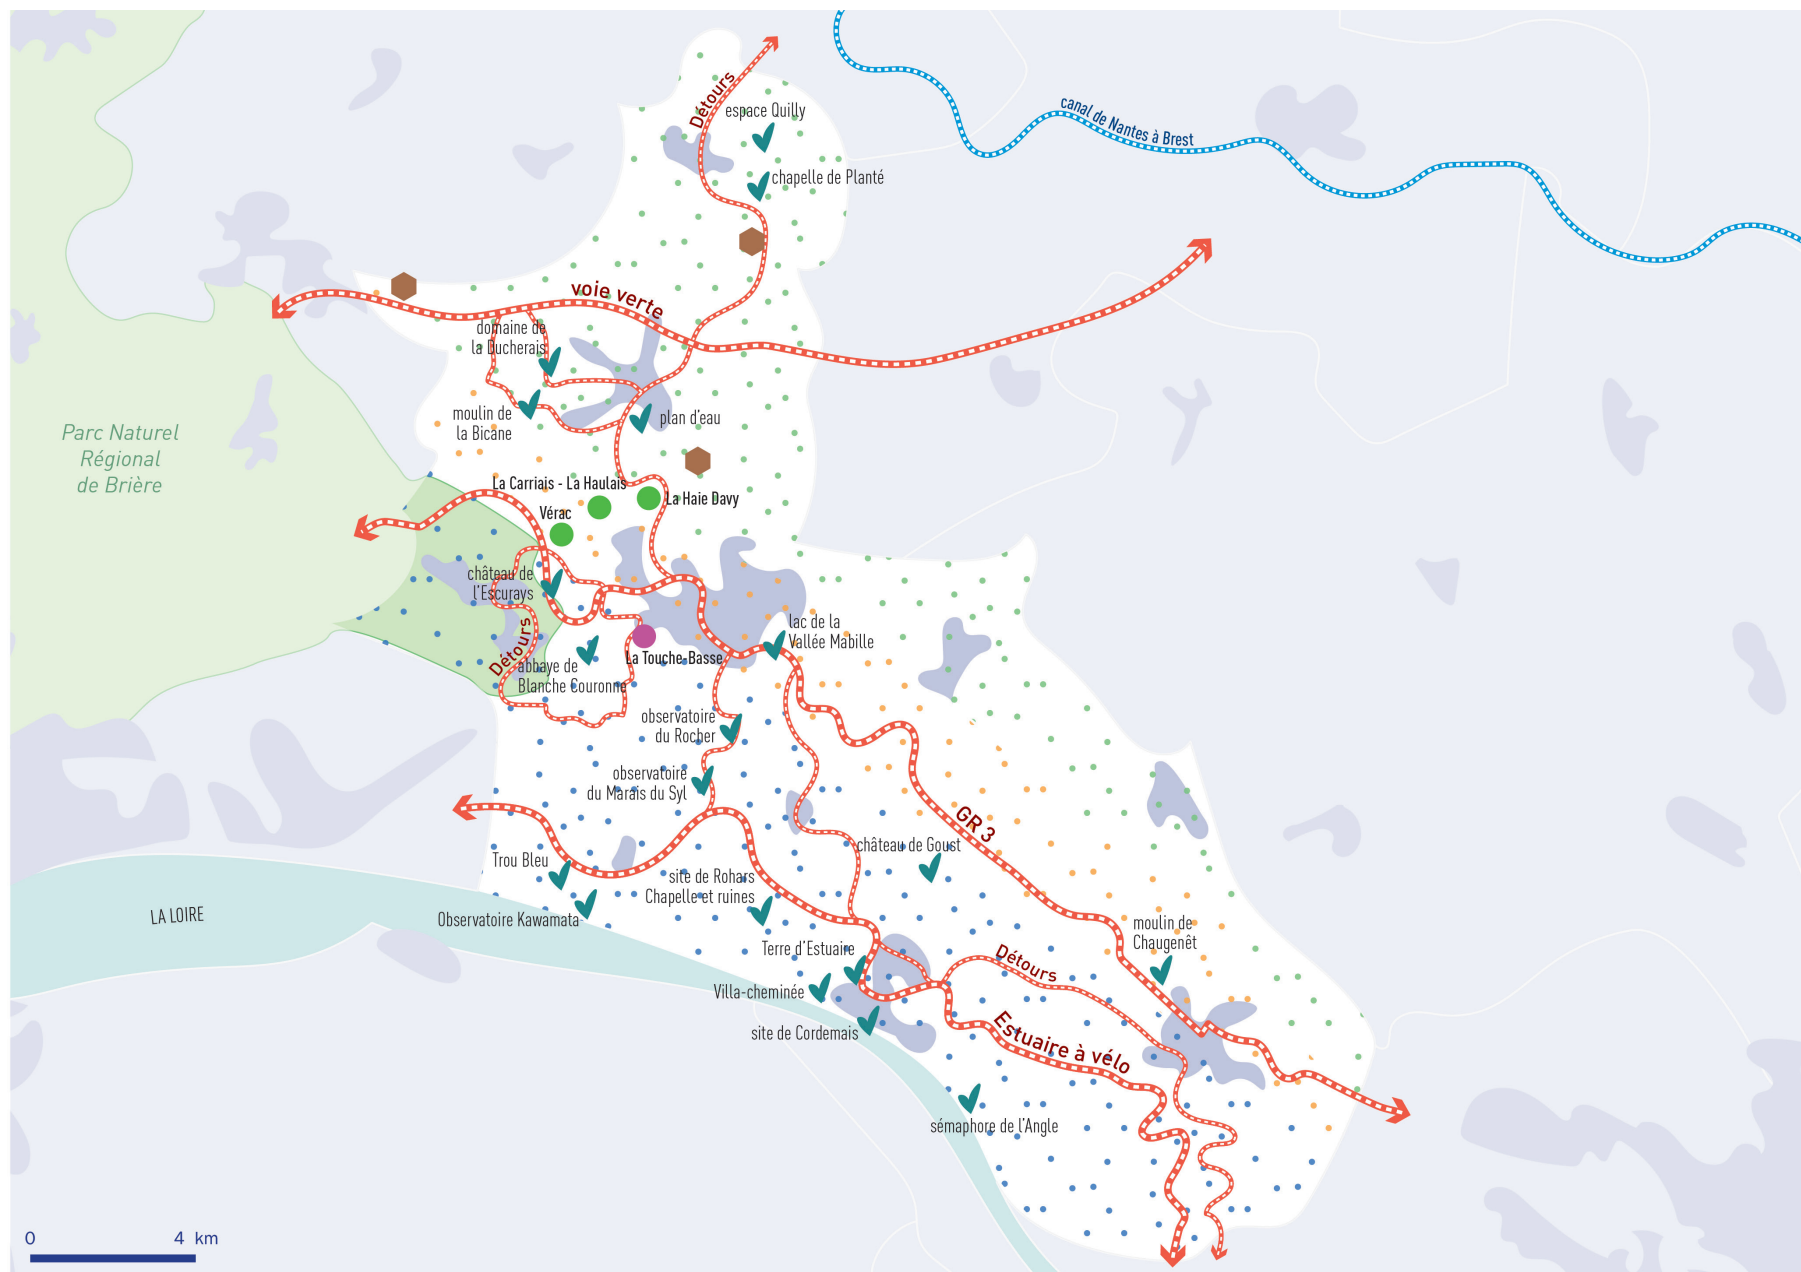 Détours
espace Quilly
canal de Nantes à Brest
chapelle de Planté
voie verte
domaine de
la Ducherais
moulin de
la Bicane
plan d'eau
Parc Naturel
Régional
de Brière
La Carriais - La Haulais
La Haie Davy
Vérac
château de
l'Escurays
Détours
abbaye de
Blanche Couronne
La Touche-Basse
lac de la
Vallée Mabille
observatoire
du Rocher
observatoire
du Marais du Syl
GR 3
château de Goust
Trou Bleu
site de Rohars
Chapelle et ruines
Observatoire Kawamata
LA LOIRE
moulin de
Chaugenêt
Terre d'Estuaire
Détours
Villa-cheminée
site de Cordemais
Estuaire à vélo
sémaphore de l'Angle
0 4 km